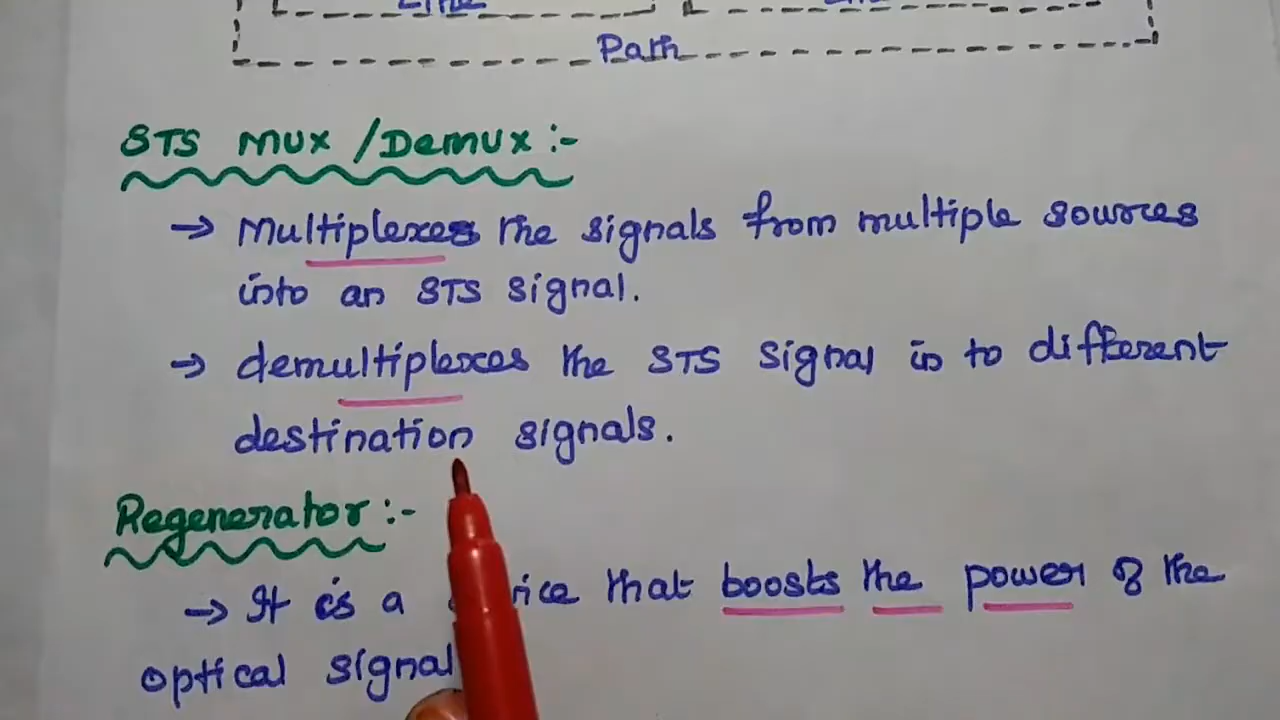 Path
STS MUX /Demux :-
→ Multiplexes the signals from multiple sources
into an STS signal.
→ demultiplexes the STS signal in to different
destination signals.
Regenerator :-
→ It is a that boosts the power of the
optical signal